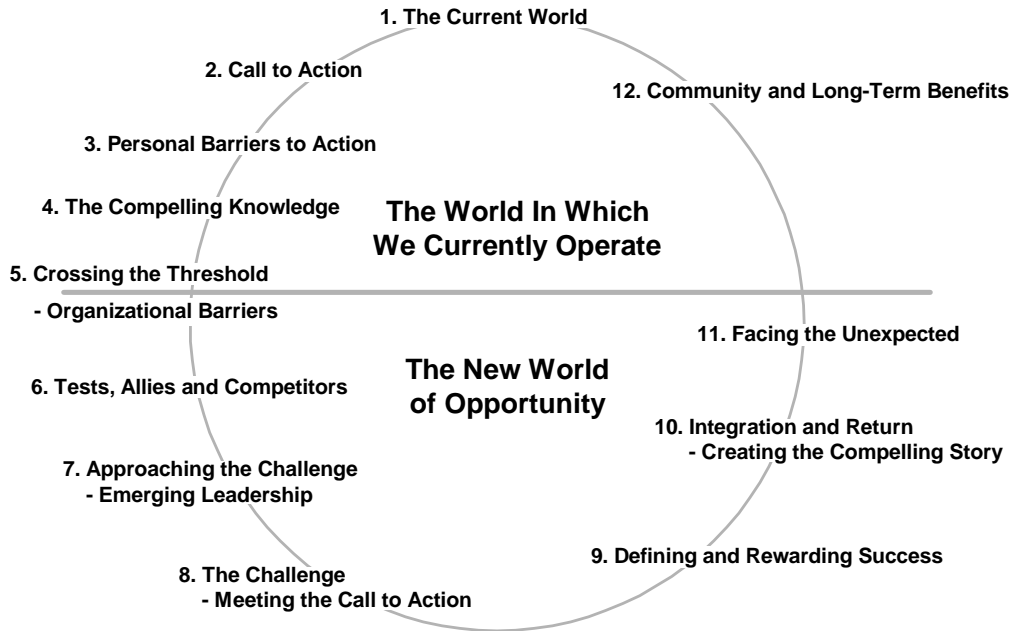 1. The Current World
2. Call to Action
12. Community and Long-Term Benefits
3. Personal Barriers to Action
4. The Compelling Knowledge
The World In Which
We Currently Operate
5. Crossing the Threshold
- Organizational Barriers
11. Facing the Unexpected
The New World
of Opportunity
6. Tests, Allies and Competitors
10. Integration and Return
- Creating the Compelling Story
7. Approaching the Challenge
- Emerging Leadership
9. Defining and Rewarding Success
8. The Challenge
- Meeting the Call to Action